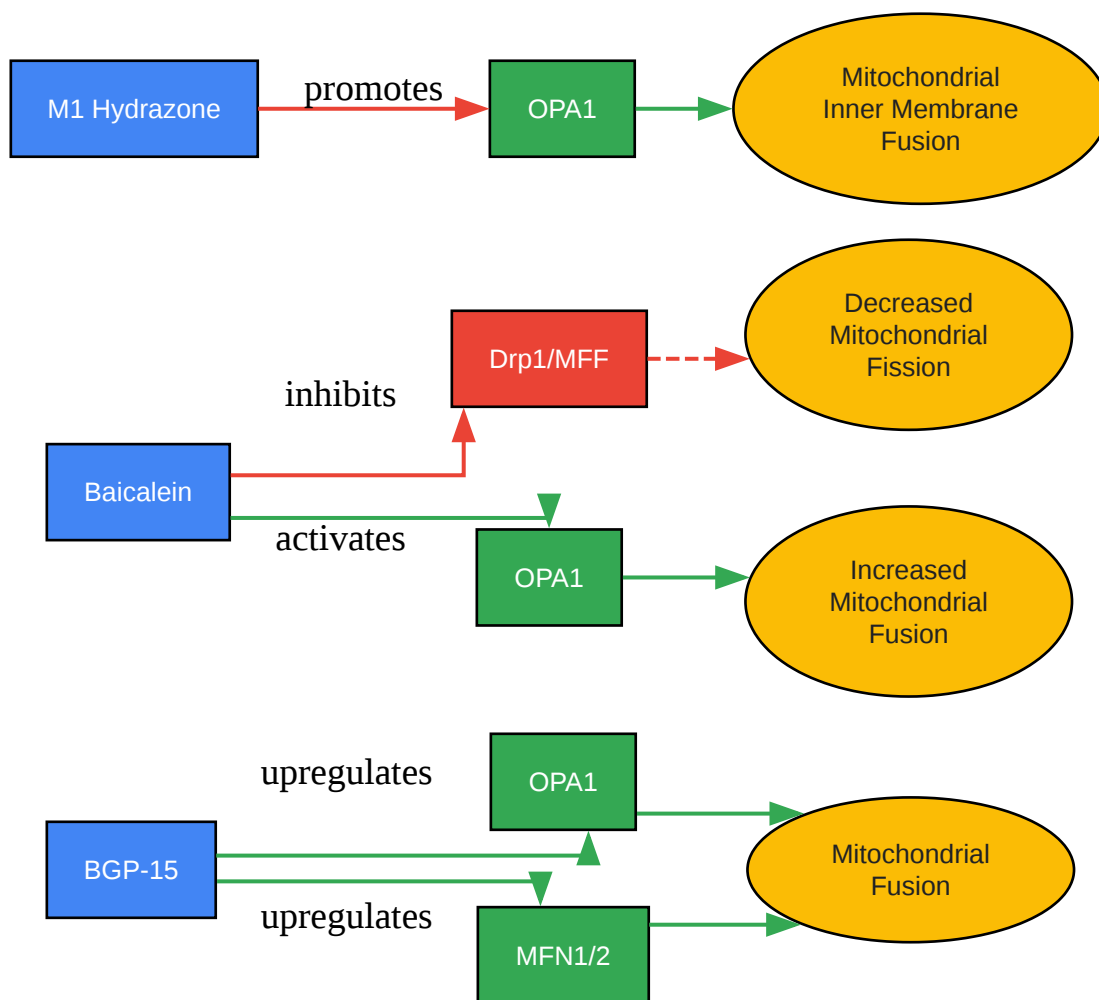 M1 Hydrazone
promotes
OPA1
Mitochondrial
Inner Membrane
Fusion
Baicalein
inhibits
Drp1/MFF
Decreased
Mitochondrial
Fission
activates
OPA1
Increased
Mitochondrial
Fusion
BGP-15
upregulates
OPA1
upregulates
MFN1/2
Mitochondrial
Fusion